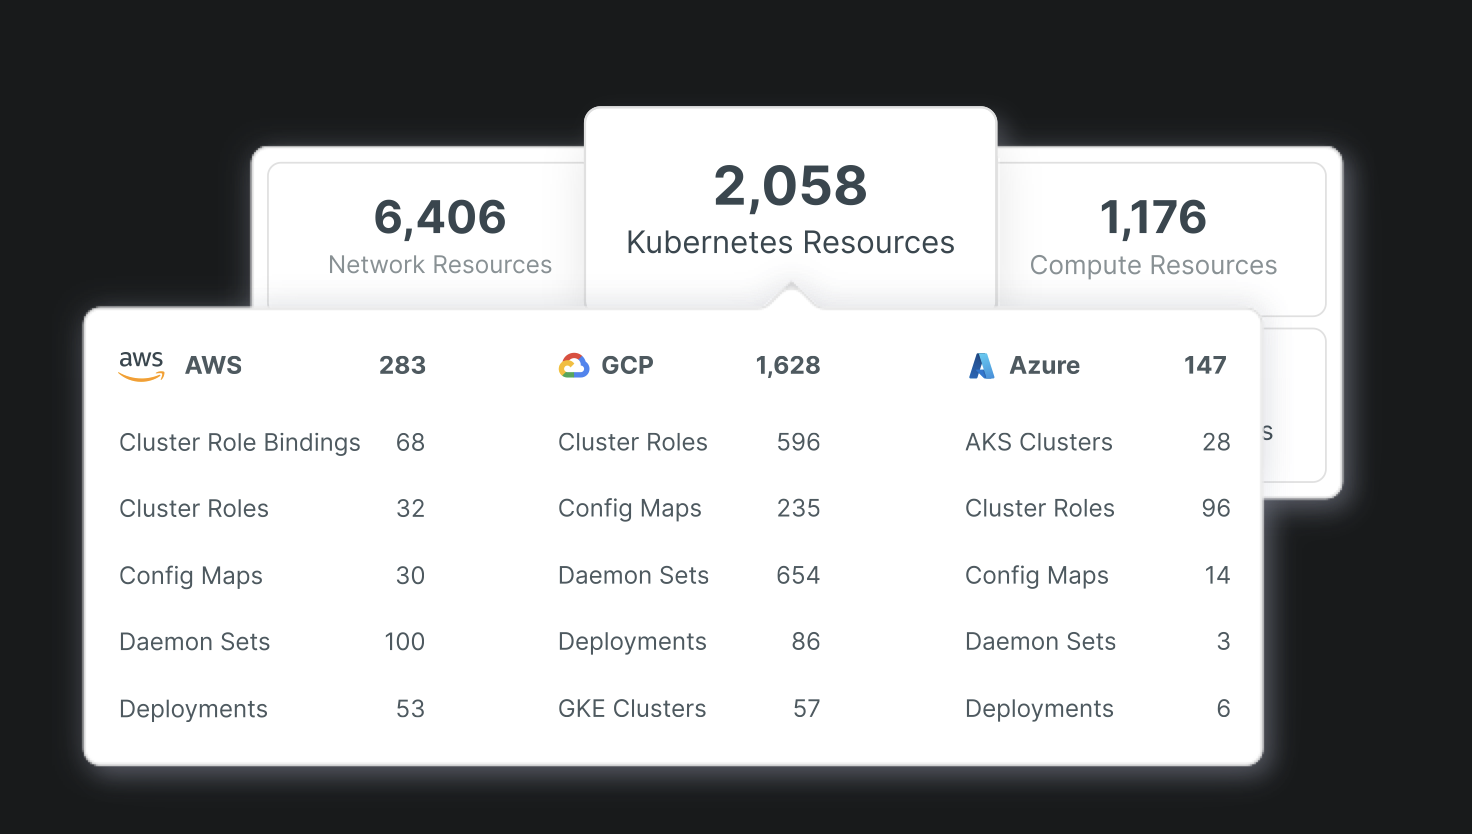 6,406
Network Resources
2,058
Kubernetes Resources
1,176
Compute Resources
aws AWS 283
Cluster Role Bindings 68
Cluster Roles 32
Config Maps 30
Daemon Sets 100
Deployments 53
GCP 1,628
Cluster Roles 596
Config Maps 235
Daemon Sets 654
Deployments 86
GKE Clusters 57
Azure 147
AKS Clusters 28
Cluster Roles 96
Config Maps 14
Daemon Sets 3
Deployments 6